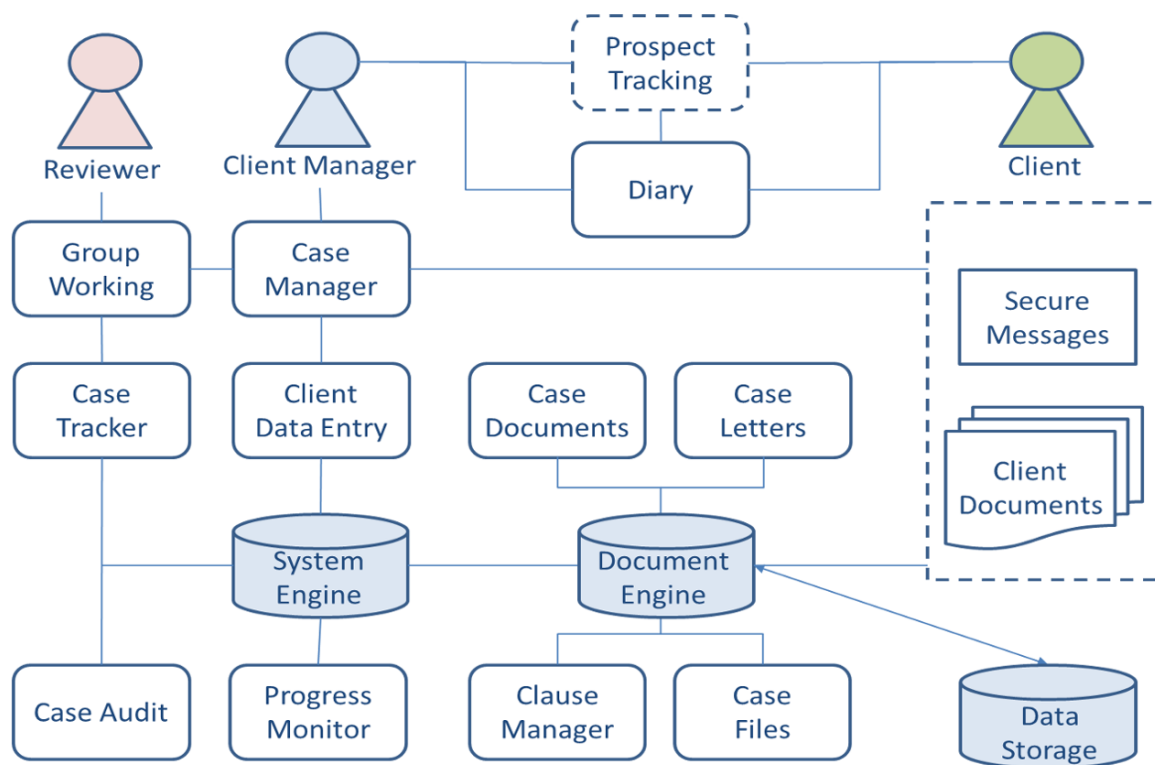 Prospect
Tracking
Reviewer
Client Manager
Client
Diary
Group
Working
Case
Manager
Secure
Messages
Case
Tracker
Client
Data Entry
Case
Documents
Case
Letters
Client
Documents
System
Engine
Document
Engine
Case Audit
Progress
Monitor
Clause
Manager
Case
Files
Data
Storage